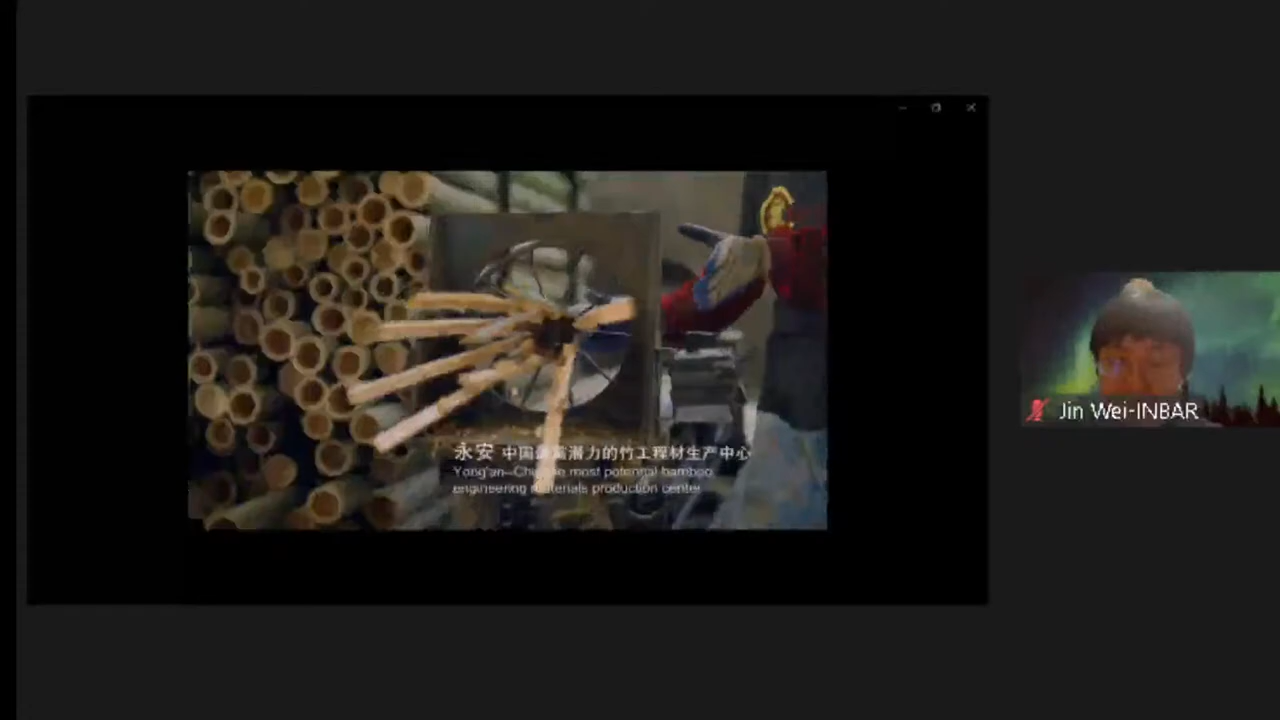 永安 中国 潜力的竹工程材生产中心
Yong'an-- most potential bamboo
engineering materials production center
Jin Wei-INBAR